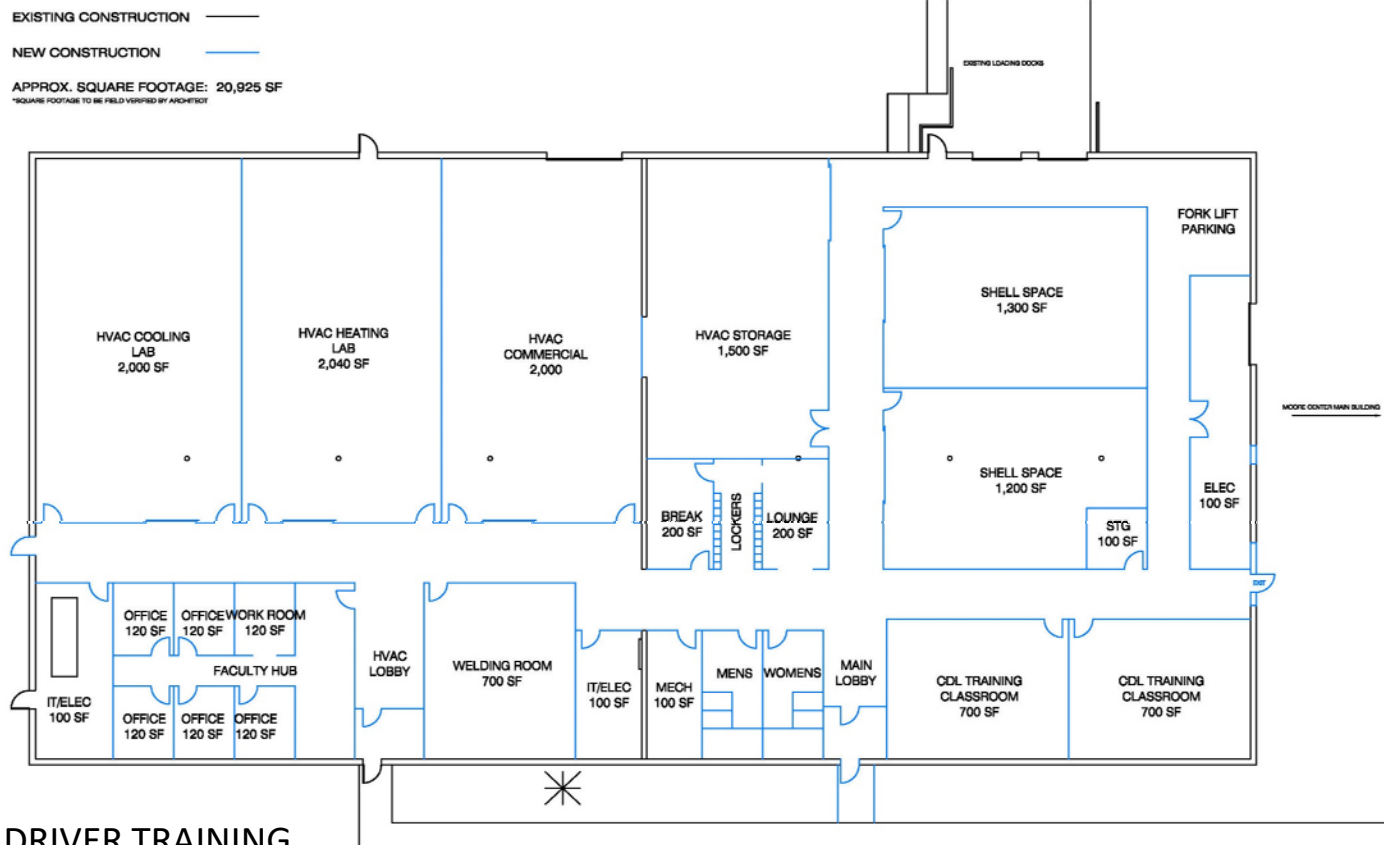 EXISTING CONSTRUCTION
NEW CONSTRUCTION
APPROX. SQUARE FOOTAGE: 20,925 SF
*SQUARE FOOTAGE TO BE FIELD VERIFIED BY ARCHITECT
EXISTING LOADING DOCKS
FORK LIFT
PARKING
HVAC COOLING
LAB
2,000 SF
HVAC HEATING
LAB
2,040 SF
HVAC
COMMERCIAL
2,000
HVAC STORAGE
1,500 SF
SHELL SPACE
1,300 SF
MOORE CENTER MAIN BUILDING
SHELL SPACE
1,200 SF
ELEC
100 SF
BREAK
200 SF
LOCKERS
LOUNGE
200 SF
STG
100 SF
EXIT
OFFICE
120 SF
OFFICE
120 SF
WORK ROOM
120 SF
FACULTY HUB
HVAC
LOBBY
WELDING ROOM
700 SF
IT/ELEC
100 SF
MECH
100 SF
MENS
WOMENS
MAIN
LOBBY
CDL TRAINING
CLASSROOM
700 SF
CDL TRAINING
CLASSROOM
700 SF
IT/ELEC
100 SF
OFFICE
120 SF
OFFICE
120 SF
OFFICE
120 SF
DRIVER TRAINING